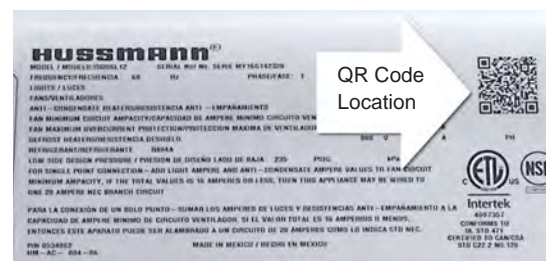 HUSSMANN®
MODEL / MODELO: SERIAL NO/ No. SERIE MY16G142320
FREQUENCY/FRECUENCIA 60 Hz PHASE/FASE: 1
LIGHTS / LUCES
FANS/VENTILADORES
ANTI-CONDENSATE HEATERS/RESISTENCIA ANTI-EMPAÑAMIENTO
FAN MINIMUM CIRCUIT AMPACITY/CAPACIDAD DE AMPERE MINIMO CIRCUITO
FAN MAXIMUM OVERCURRENT PROTECTION/PROTECCION MAXIMA DE
DEFROST HEATERS/RESISTENCIA DESHIELO V A PH
REFRIGERANT/REFRIGERANTE R404A
LOW SIDE DESIGN PRESSURE / PRESION DE DISEÑO LADO DE BAJA 235 PSIG kPa
FOR SINGLE POINT CONNECTION-ADD LIGHT AMPERE AND ANTI-CONDENSATE AMPERE VALUES TO FAN CIRCUIT
MINIMUM AMPACITY, IF THE TOTAL VALUES IS 16 AMPERES OR LESS, THEN THIS APPLIANCE MAY BE WIRED TO
ONE 20 AMPERE NEC BRANCH CIRCUIT
PARA LA CONEXIÓN DE UN SOLO PUNTO-SUMAR LOS AMPERES DE LUCES Y RESISTENCIAS ANTI-EMPAÑAMIENTO A LA
CAPACIDAD DE AMPERE MINIMO DE CIRCUITO VENTILADOR, SI EL VALOR TOTAL ES 16 AMPERIOS O MENOS,
ENTONCES ESTE APARATO PUEDE SER ALAMBRADO A UN CIRCUITO DE 20 AMPERES COMO LO INDICA STD NEC.
P/N 0534052 MADE IN MEXICO / HECHO EN MEXICO
QR Code
Location
ETL
C US
NSF
Intertek
4007357
CONFORMS TO
UL STD 471
CERTIFIED TO CAN/CSA
STD C22.2 NO. 120